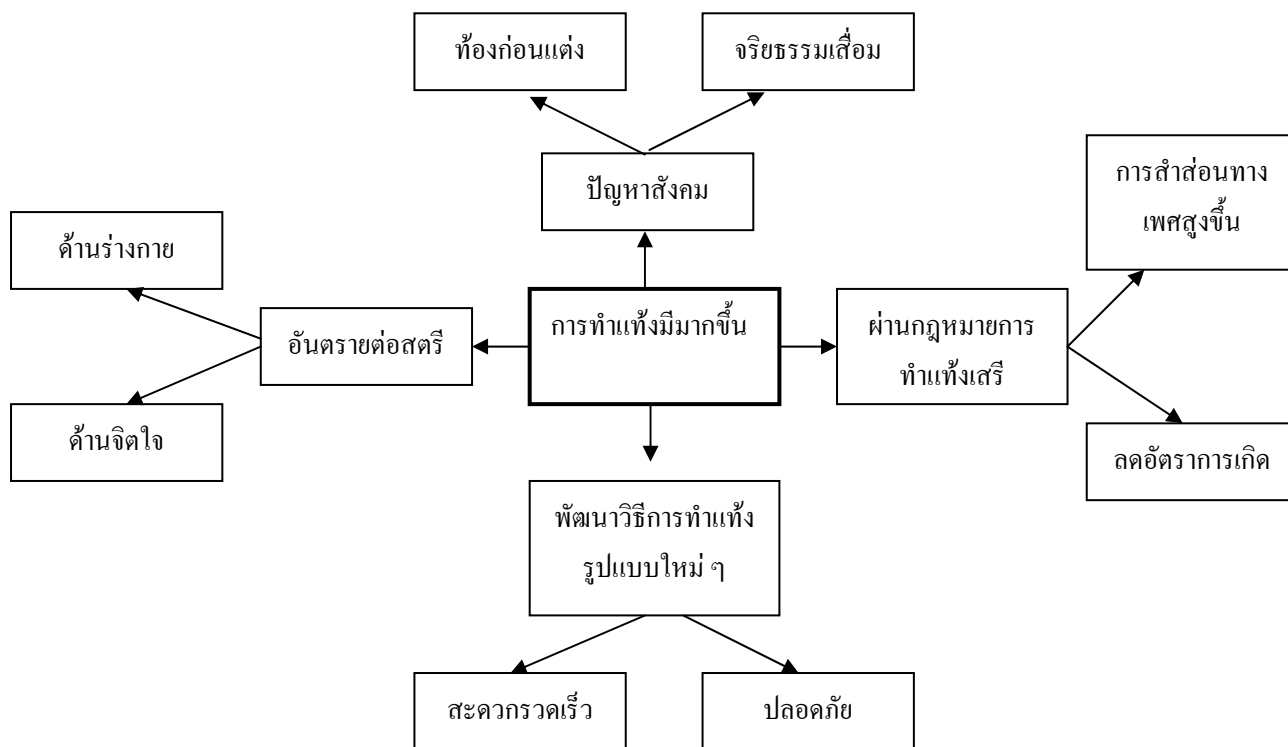 ท้องก่อนแต่ง
จริยธรรมเสื่อม
ปัญหาสังคม
การสำส่อนทาง
เพศสูงขึ้น
ด้านร่างกาย
อันตรายต่อสตรี
การทำแท้งมีมากขึ้น
ผ่านกฎหมายการ
ทำแท้งเสรี
ด้านจิตใจ
ลดอัตราการเกิด
พัฒนาวิธีการทำแท้ง
รูปแบบใหม่ ๆ
สะดวกรวดเร็ว
ปลอดภัย